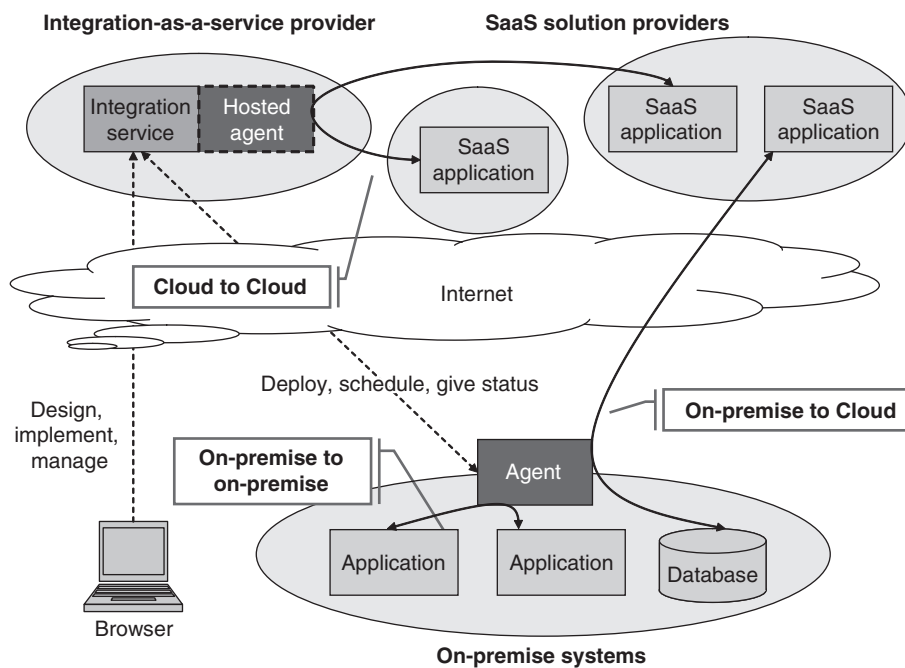 Integration-as-a-service provider
SaaS solution providers
Integration
service
Hosted
agent
SaaS
application
SaaS
application
SaaS
application
Cloud to Cloud
Internet
Deploy, schedule, give status
Design,
implement,
manage
On-premise to Cloud
On-premise to
on-premise
Agent
Application
Application
Database
Browser
On-premise systems